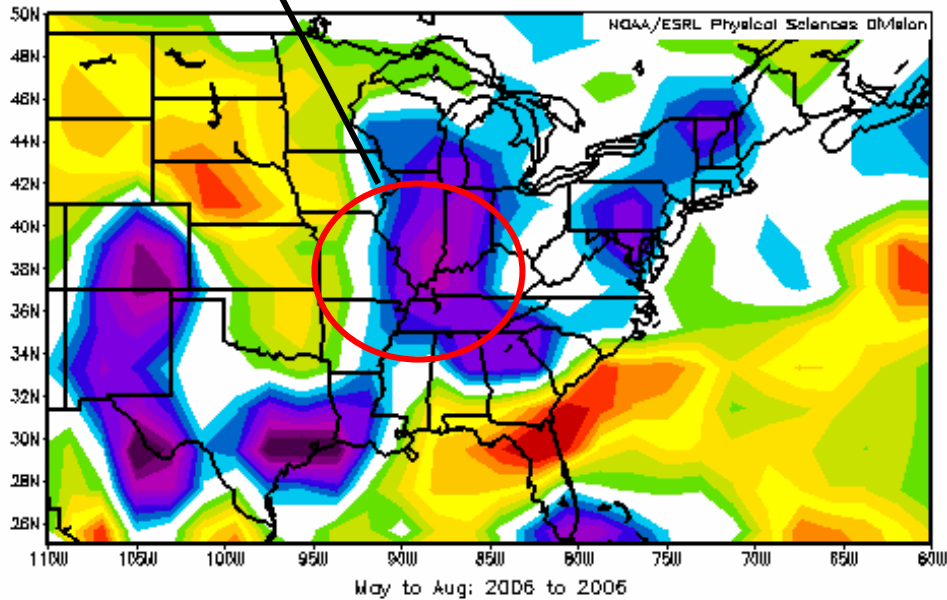 NOAA/ESRL Physical Sciences Division
50N
48N
46N
44N
42N
40N
38N
36N
34N
32N
30N
28N
26N
110W 105W 100W 95W 90W 85W 80W 75W 70W 65W 60W
May to Aug: 2006 to 2006